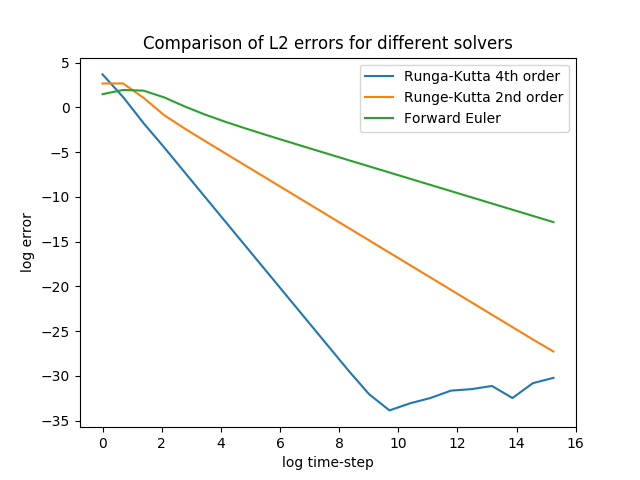 Comparison of L2 errors for different solvers
Runga-Kutta 4th order
Runge-Kutta 2nd order
Forward Euler
log error
5
0
−5
−10
−15
−20
−25
−30
−35
0 2 4 6 8 10 12 14 16
log time-step